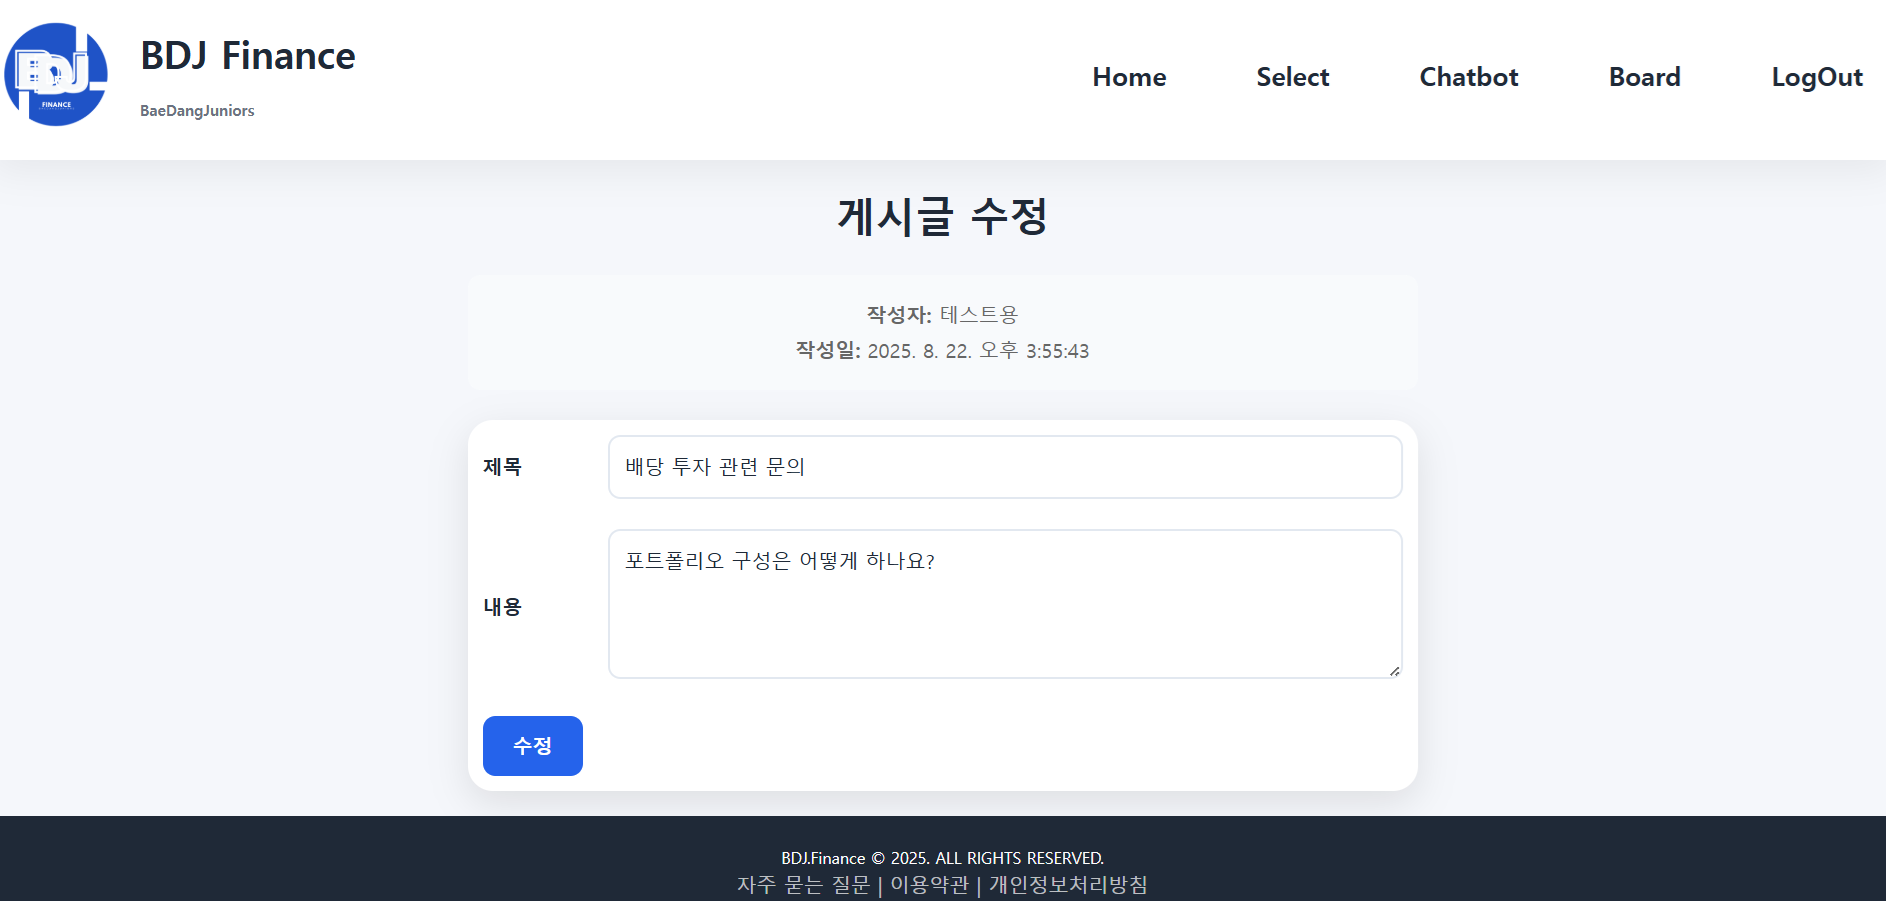 BDJ
FINANCE
BDJ Finance
BaeDangJuniors
Home Select Chatbot Board LogOut
게시글 수정
작성자: 테스트용
작성일: 2025. 8. 22. 오후 3:55:43
제목 배당 투자 관련 문의
내용 포트폴리오 구성은 어떻게 하나요?
수정
BDJ.Finance © 2025. ALL RIGHTS RESERVED.
자주 묻는 질문 | 이용약관 | 개인정보처리방침